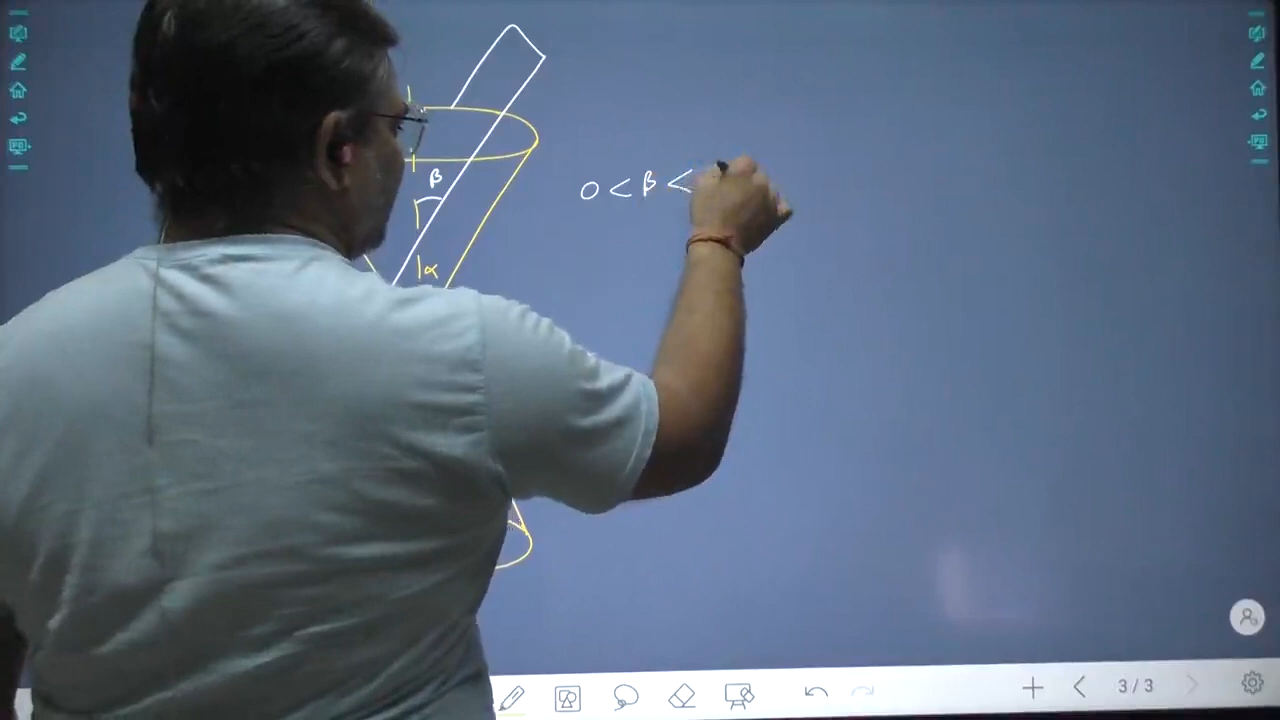 β
0 < β <
α
3 / 3